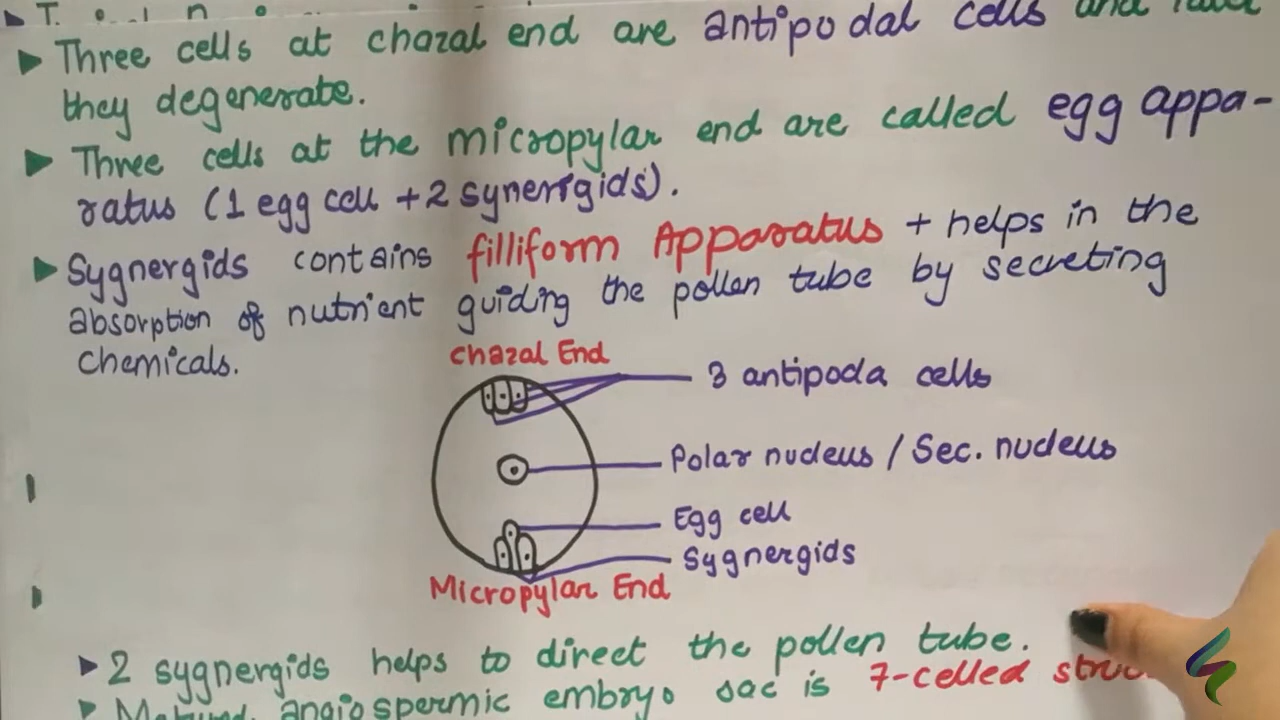 ▶ Three cells at chazal end are antipodal cells and
they degenerate.
▶ Three cells at the micropylar end are called egg appa-
ratus (1 egg cell + 2 synergids).
▶ Sygnergids contains filliform Apparatus + helps in the
absorption of nutrient guiding the pollen tube by secreting
chemicals.
Chazal End
3 antipoda cells
Polar nucleus / Sec. nucleus
Egg cell
Sygnergids
Micropylar End
▶ 2 sygnergids helps to direct the pollen tube.
▶ Matured angiospermic embryo sac is 7-celled